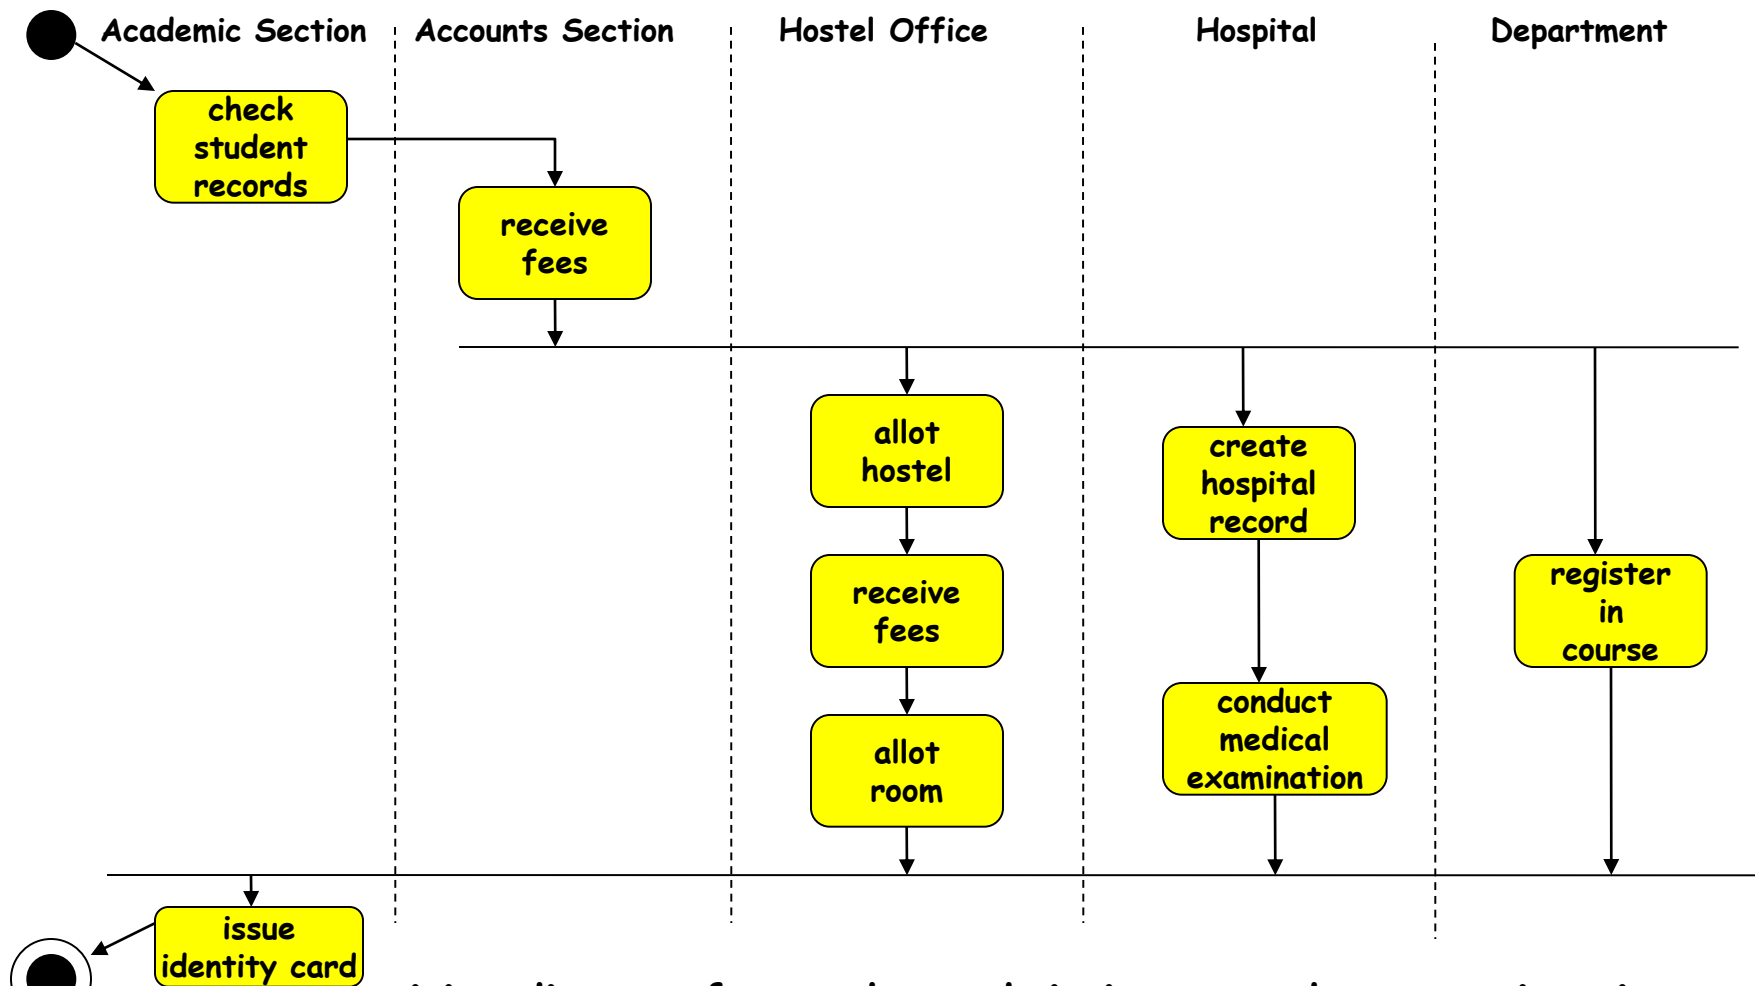 Academic Section
Accounts Section
Hostel Office
Hospital
Department
check
student
records
receive
fees
allot
hostel
create
hospital
record
receive
fees
register
in
course
conduct
medical
examination
allot
room
issue
identity card